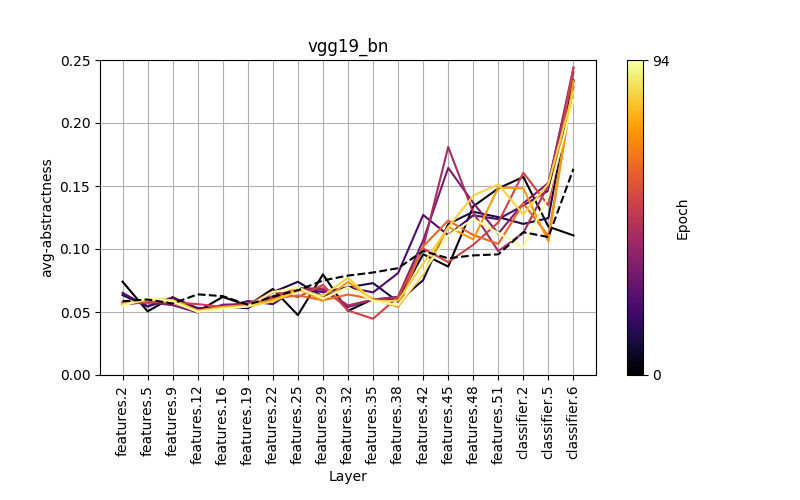 vgg19_bn
avg-abstractness
0.25
0.20
0.15
0.10
0.05
0.00
features.2
features.5
features.9
features.12
features.16
features.19
features.22
features.25
features.29
features.32
features.35
features.38
features.42
features.45
features.48
features.51
classifier.2
classifier.5
classifier.6
Layer
94
0
Epoch